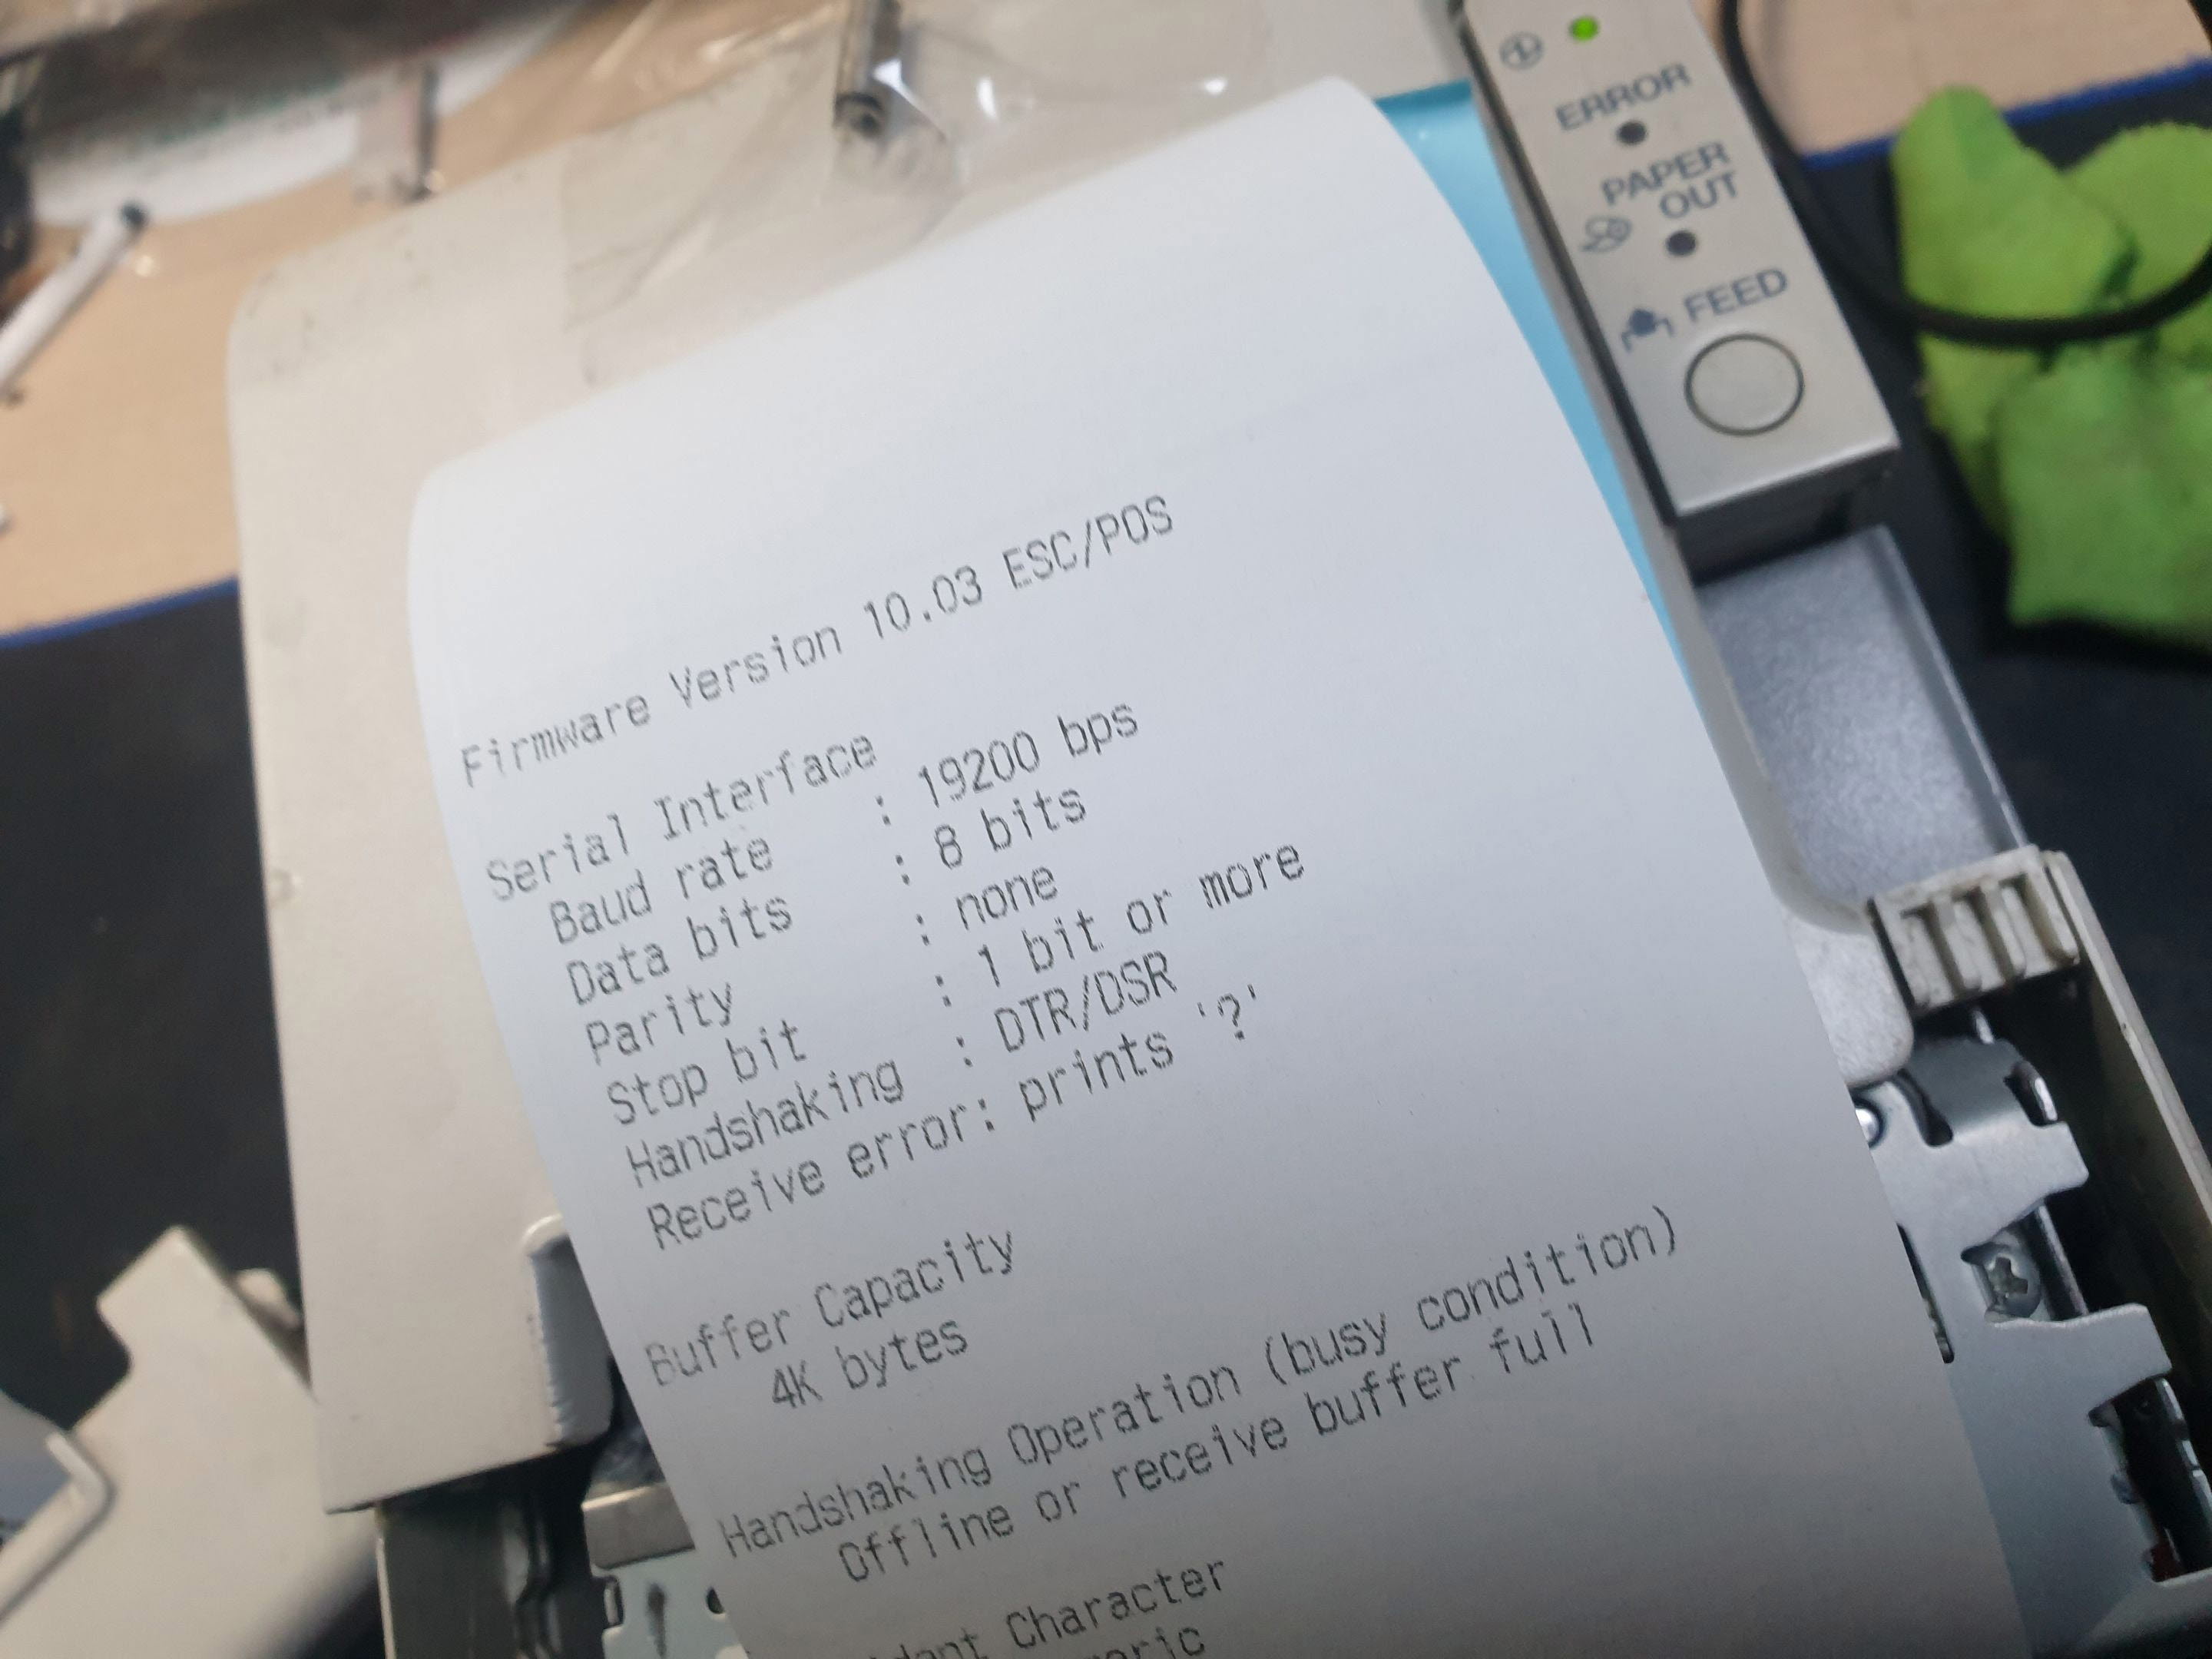 ERROR
PAPER
OUT
FEED
Firmware Version 10.03 ESC/POS
Serial Interface
Baud rate : 19200 bps
Data bits : 8 bits
Parity : none
Stop bit : 1 bit or more
Handshaking : DTR/DSR
Receive error: prints '?'
Buffer Capacity
4K bytes
Handshaking Operation (busy condition)
Offline or receive buffer full
Character